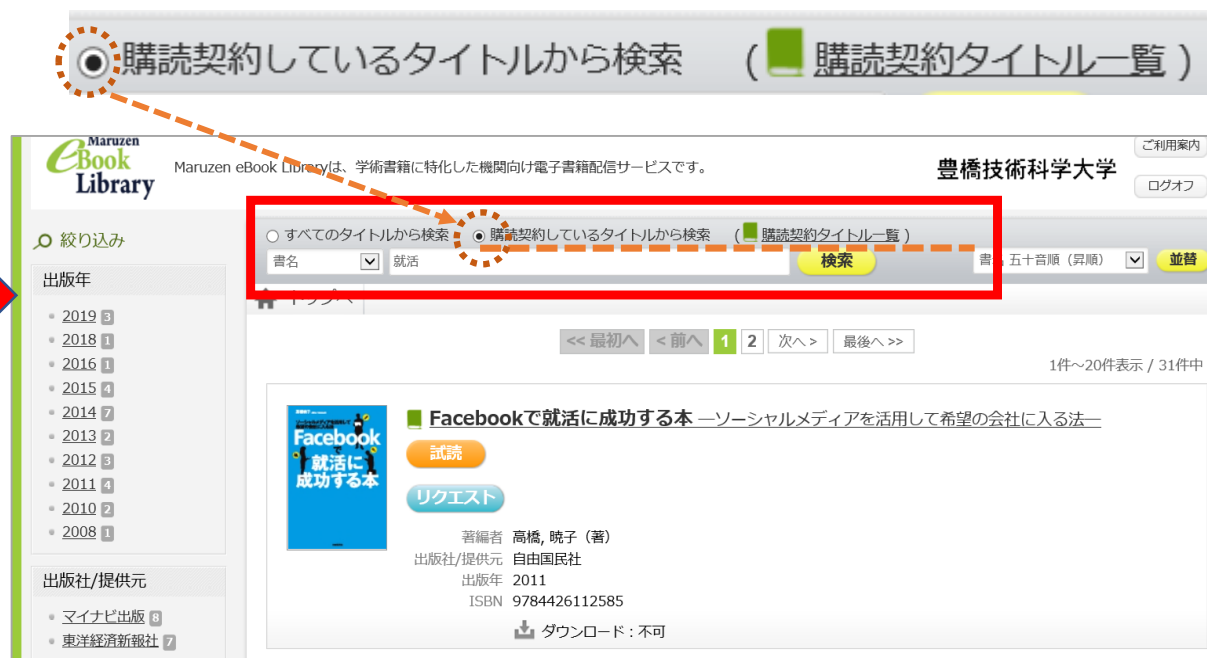 購読契約しているタイトルから検索 ( 購読契約タイトル一覧 )
Maruzen
eBook
Library
Maruzen eBook Libraryは、学術書籍に特化した機関向け電子書籍配信サービスです。
豊橋技術科学大学
ご利用案内
ログオフ
絞り込み
すべてのタイトルから検索 購読契約しているタイトルから検索 ( 購読契約タイトル一覧 )
書名 就活 検索 書名 五十音順（昇順） 並替
トップへ
出版年
2019 3
2018 1
2016 1
2015 4
2014 7
2013 2
2012 3
2011 4
2010 2
2008 1
出版社/提供元
マイナビ出版 8
東洋経済新報社 7
<< 最初へ < 前へ 1 2 次へ > 最後へ >>
1件～20件表示 / 31件中
Facebook
で
就活に
成功する本
Facebookで就活に成功する本 ―ソーシャルメディアを活用して希望の会社に入る法―
試読
リクエスト
著編者 高橋, 暁子（著）
出版社/提供元 自由国民社
出版年 2011
ISBN 9784426112585
ダウンロード : 不可